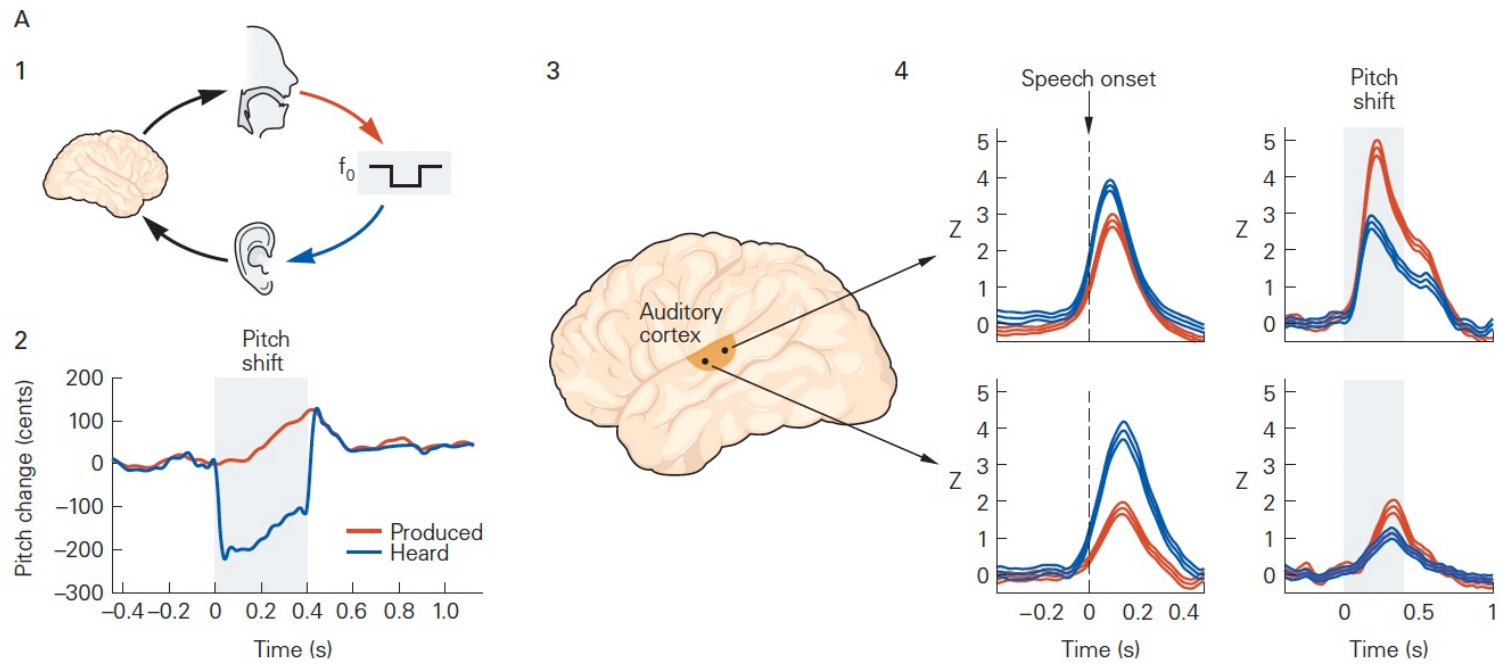 A
1
f0
2
Pitch
shift
200
100
0
−100
−200
−300
Pitch change (cents)
Produced
Heard
−0.4 −0.2 0 0.2 0.4 0.6 0.8 1.0
Time (s)
3
Auditory
cortex
4
Speech onset
5
4
3
2
1
0
Z
Pitch
shift
5
4
3
2
1
0
Z
5
4
3
2
1
0
Z
−0.2 0 0.2 0.4
Time (s)
5
4
3
2
1
0
Z
0 0.5 1
Time (s)